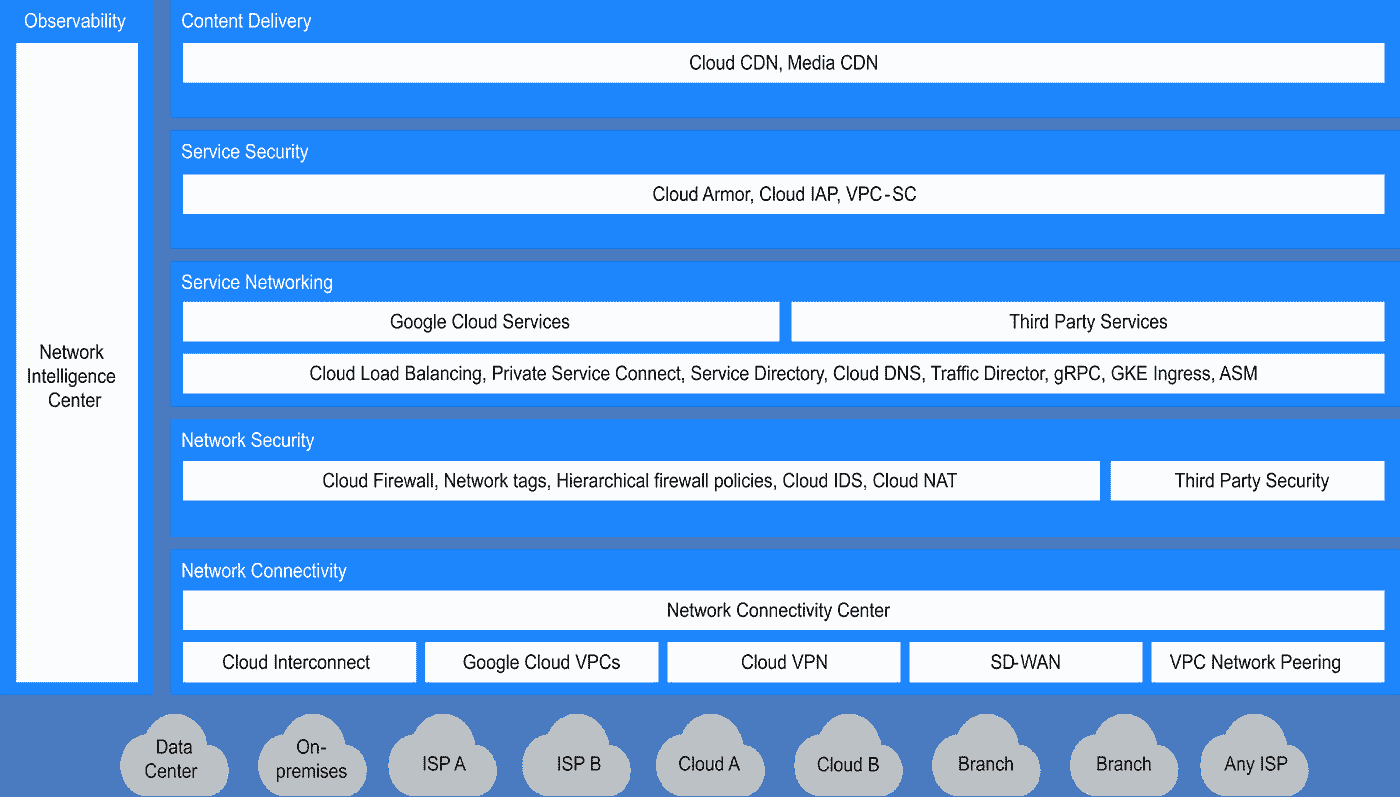 Observability
Network
Intelligence
Center
Content Delivery
Cloud CDN, Media CDN
Service Security
Cloud Armor, Cloud IAP, VPC-SC
Service Networking
Google Cloud Services
Third Party Services
Cloud Load Balancing, Private Service Connect, Service Directory, Cloud DNS, Traffic Director, gRPC, GKE Ingress, ASM
Network Security
Cloud Firewall, Network tags, Hierarchical firewall policies, Cloud IDS, Cloud NAT
Third Party Security
Network Connectivity
Network Connectivity Center
Cloud Interconnect
Google Cloud VPCs
Cloud VPN
SD-WAN
VPC Network Peering
Data
Center
On-
premises
ISP A
ISP B
Cloud A
Cloud B
Branch
Branch
Any ISP